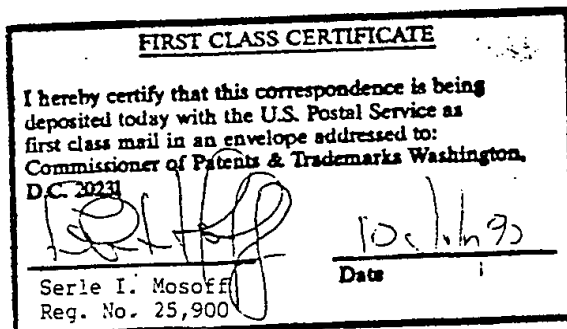 FIRST CLASS CERTIFICATE
I hereby certify that this correspondence is being
deposited today with the U.S. Postal Service as
first class mail in an envelope addressed to:
Commissioner of Patents & Trademarks Washington,
D.C. 20231
Date
Serle I. Mosoff
Reg. No. 25,900